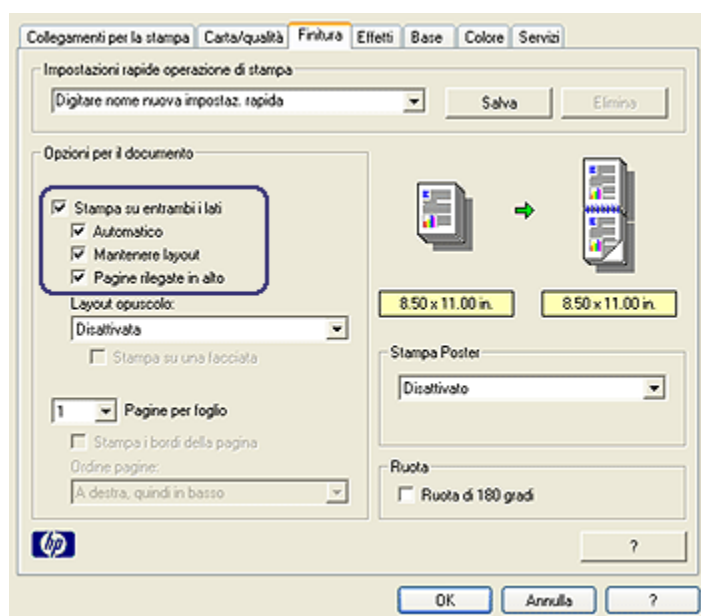 Collegamenti per la stampa Carta/qualità Finitura Effetti Base Colore Servizi
Impostazioni rapide operazione di stampa
Digitare nome nuova impostaz. rapida Salva Elimina
Opzioni per il documento
Stampa su entrambi i lati
Automatico
Mantenere layout
Pagine rilegate in alto
Layout opuscolo:
Disattivata
Stampa su una facciata
1 Pagine per foglio
Stampa i bordi della pagina
Ordine pagine:
A destra, quindi in basso
8.50 x 11.00 in. 8.50 x 11.00 in.
Stampa Poster
Disattivato
Ruota
Ruota di 180 gradi
hp ?
OK Annulla ?